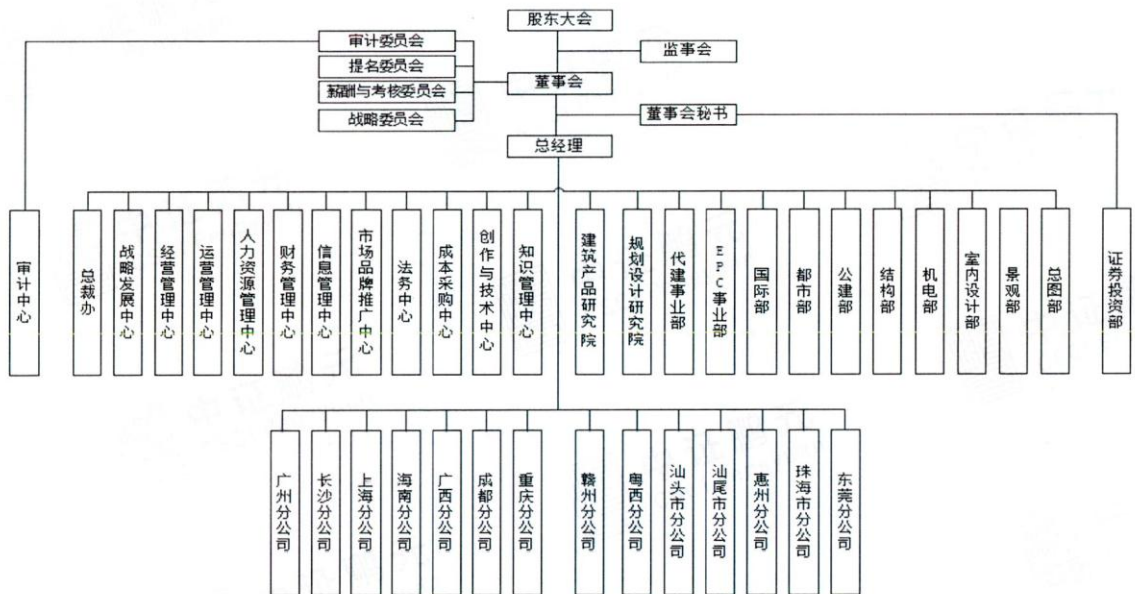 股东大会
审计委员会
监事会
提名委员会
董事会
薪酬与考核委员会
战略委员会
董事会秘书
总经理
审计中心
总裁办
战略发展中心
经营管理中心
运营管理中心
人力资源管理中心
财务管理中心
信息管理中心
市场品牌推广中心
法务中心
成本采购中心
创作与技术中心
知识管理中心
建筑产品研究院
规划设计研究院
代建事业部
EPC事业部
国际部
都市部
公建部
结构部
机电部
室内设计部
景观部
总图部
证券投资部
广州分公司
长沙分公司
上海分公司
海南分公司
广西分公司
成都分公司
重庆分公司
赣州分公司
粤西分公司
汕头市分公司
汕尾市分公司
惠州分公司
珠海市分公司
东莞分公司